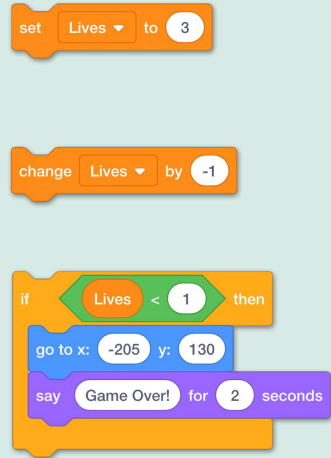 set Lives to 3
change Lives by -1
if Lives < 1 then
go to x: -205 y: 130
say Game Over! for 2 seconds